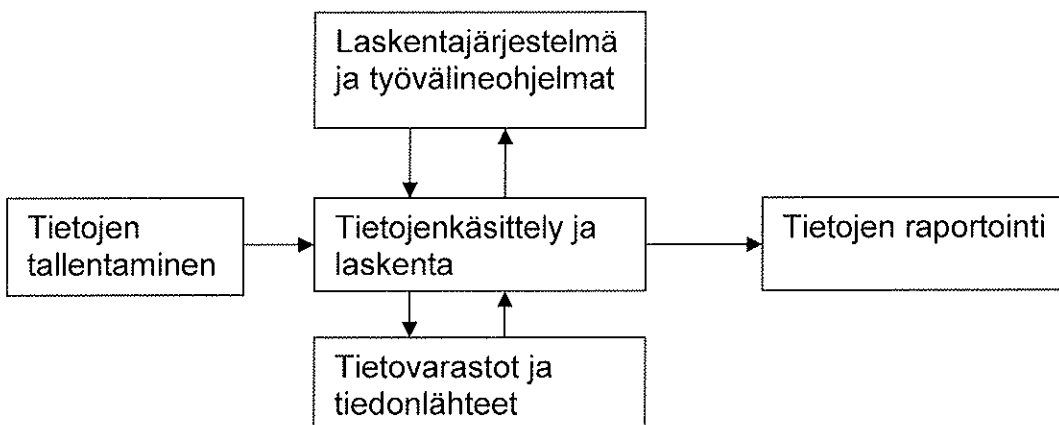 Laskentajärjestelmä
ja työvälineohjelmat
Tietojen
tallentaminen
Tietojenkäsittely ja
laskenta
Tietojen raportointi
Tietovarastot ja
tiedonlähteet